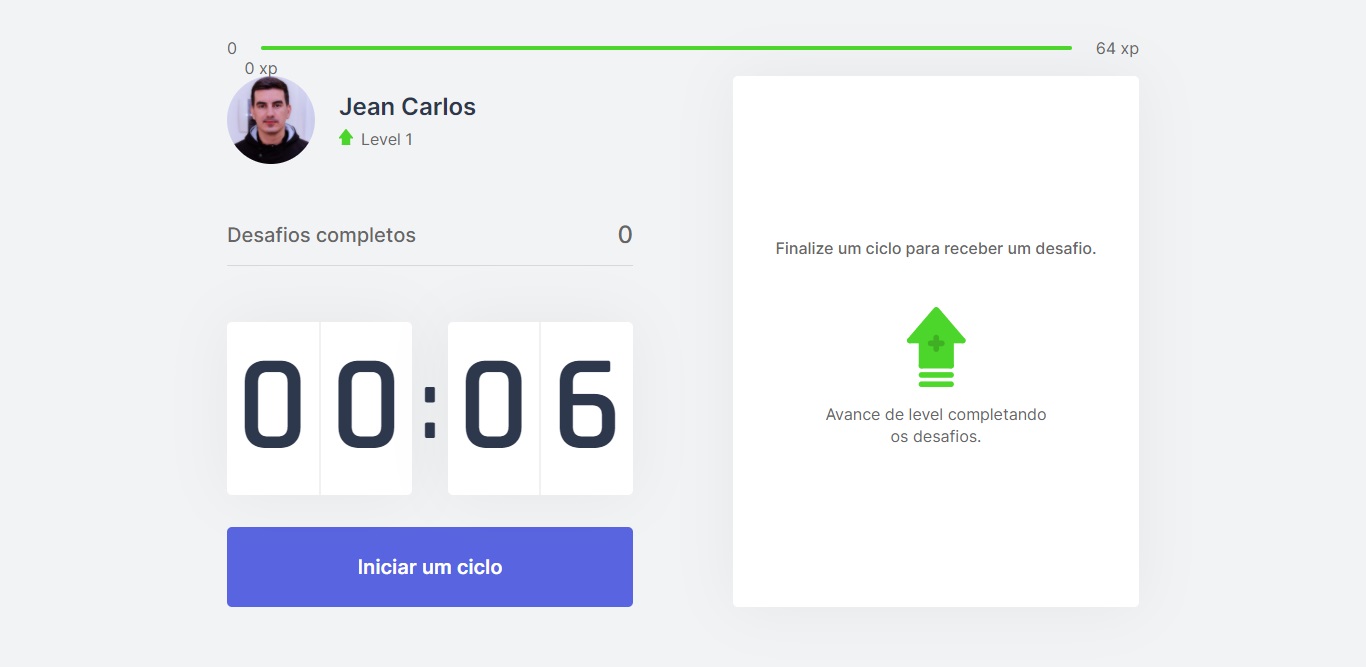 0 64 xp
0 xp
Jean Carlos
Level 1
Desafios completos 0
00:06
Iniciar um ciclo
Finalize um ciclo para receber um desafio.
Avance de level completando
os desafios.